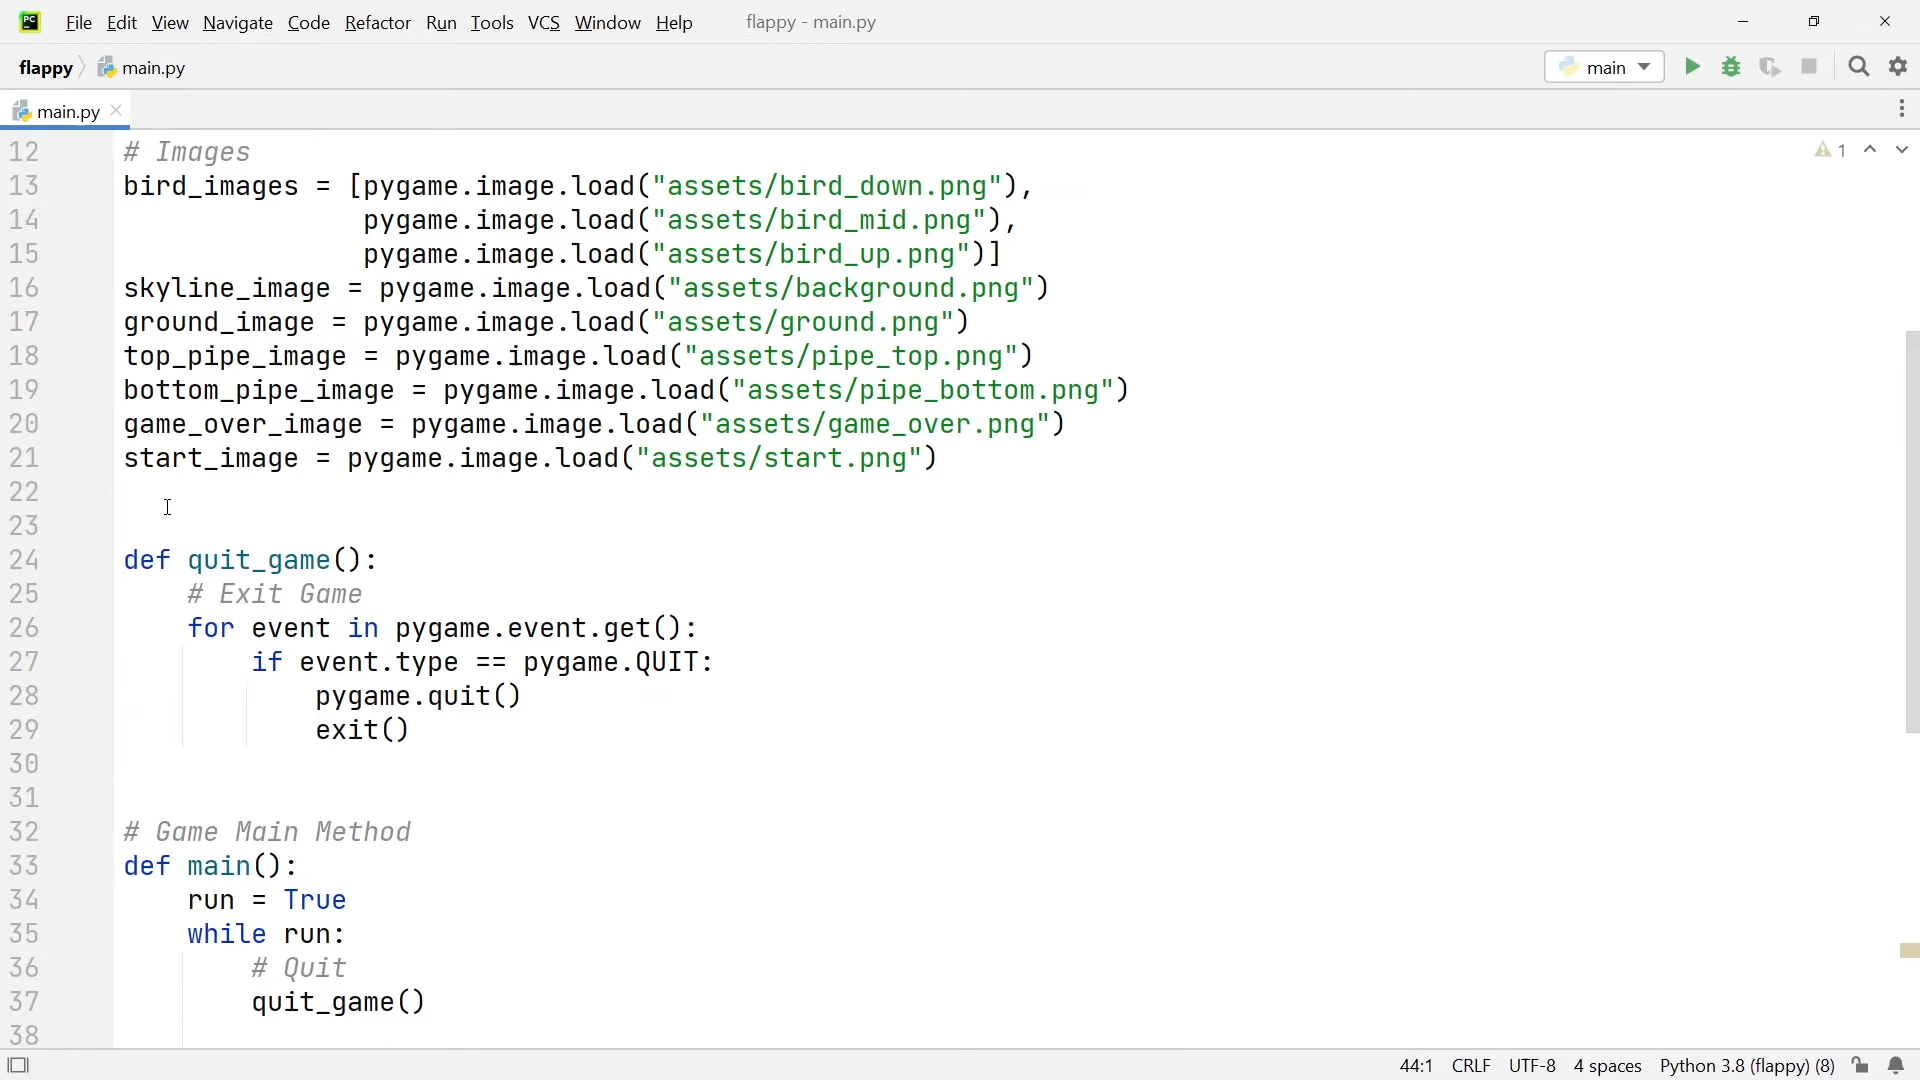 PC File Edit View Navigate Code Refactor Run Tools VCS Window Help flappy - main.py
flappy main.py main
main.py
12 # Images 1
13 bird_images = [pygame.image.load("assets/bird_down.png"),
14 pygame.image.load("assets/bird_mid.png"),
15 pygame.image.load("assets/bird_up.png")]
16 skyline_image = pygame.image.load("assets/background.png")
17 ground_image = pygame.image.load("assets/ground.png")
18 top_pipe_image = pygame.image.load("assets/pipe_top.png")
19 bottom_pipe_image = pygame.image.load("assets/pipe_bottom.png")
20 game_over_image = pygame.image.load("assets/game_over.png")
21 start_image = pygame.image.load("assets/start.png")
22
23
24 def quit_game():
25 # Exit Game
26 for event in pygame.event.get():
27 if event.type == pygame.QUIT:
28 pygame.quit()
29 exit()
30
31
32 # Game Main Method
33 def main():
34 run = True
35 while run:
36 # Quit
37 quit_game()
38
44:1 CRLF UTF-8 4 spaces Python 3.8 (flappy) (8)